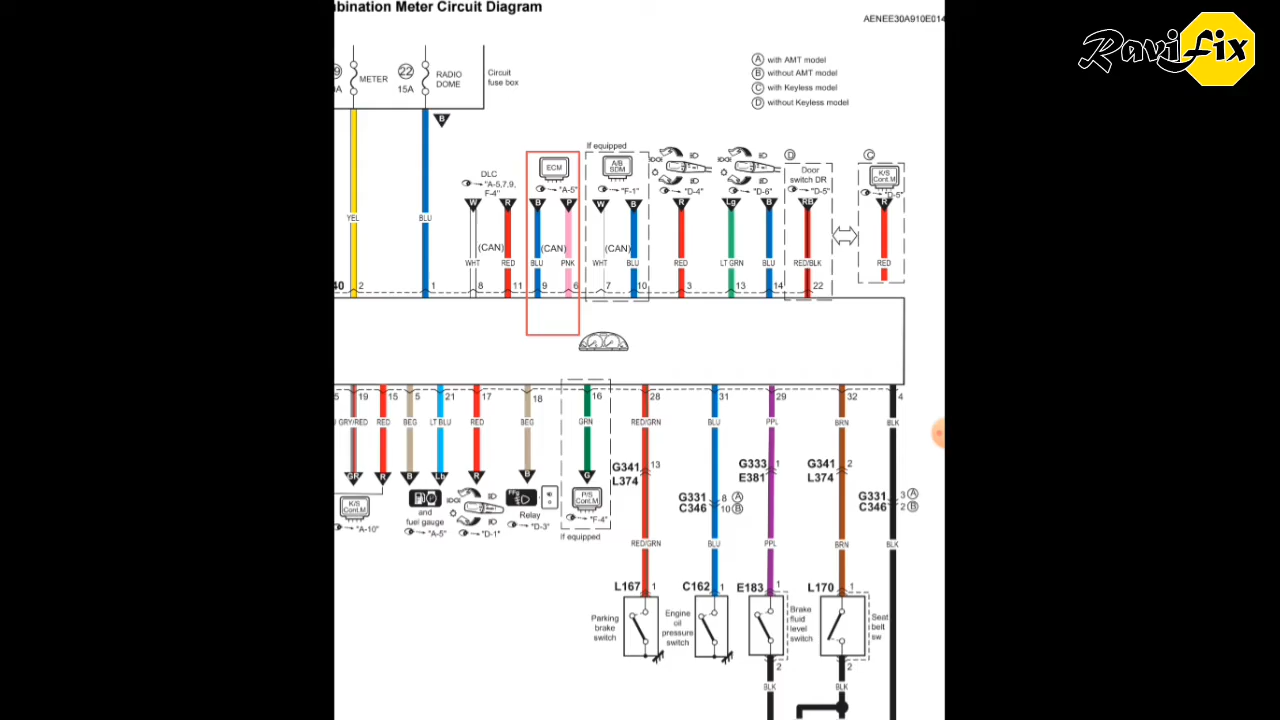 bination Meter Circuit Diagram
AENEE30A910E014
RaviFix
A with AMT model
B without AMT model
C with Keyless model
D without Keyless model
METER
22
15A
RADIO
DOME
Circuit
fuse box
B
If equipped
DLC
"A-5,7,9,
F-4"
ECM
"A-5"
A/B
SDM
"F-1"
"D-4"
"D-6"
D
Door
switch DR
"D-5"
C
K/S
Cont.M
"D-5"
W R B P W B R Lg B RB R
YEL BLU
(CAN) (CAN) (CAN)
WHT RED BLU PNK WHT BLU RED LT GRN BLU RED/BLK RED
40 2 1 8 11 9 6 7 10 3 13 14 22
5 19 15 5 21 17 18 16 28 31 29 32 4
GRY/RED RED BEG LT BLU RED BEG GRN RED/GRN BLU PPL BRN BLK
GR R B Lb R B G
K/S
Cont.M
"A-10"
and
fuel gauge
"A-5"
"D-1"
Relay
"D-3"
P/S
Cont.M
"F-4"
If equipped
G341 13
L374
G331 8 A
C346 10 B
G333 1
E381
G341 2
L374
G331 3 A
C346 2 B
RED/GRN BLU PPL BRN BLK
L167 1
C162 1
E183 1
L170 1
Parking
brake
switch
Engine
oil
pressure
switch
Brake
fluid
level
switch
Seat
belt
sw
2 2
BLK BLK